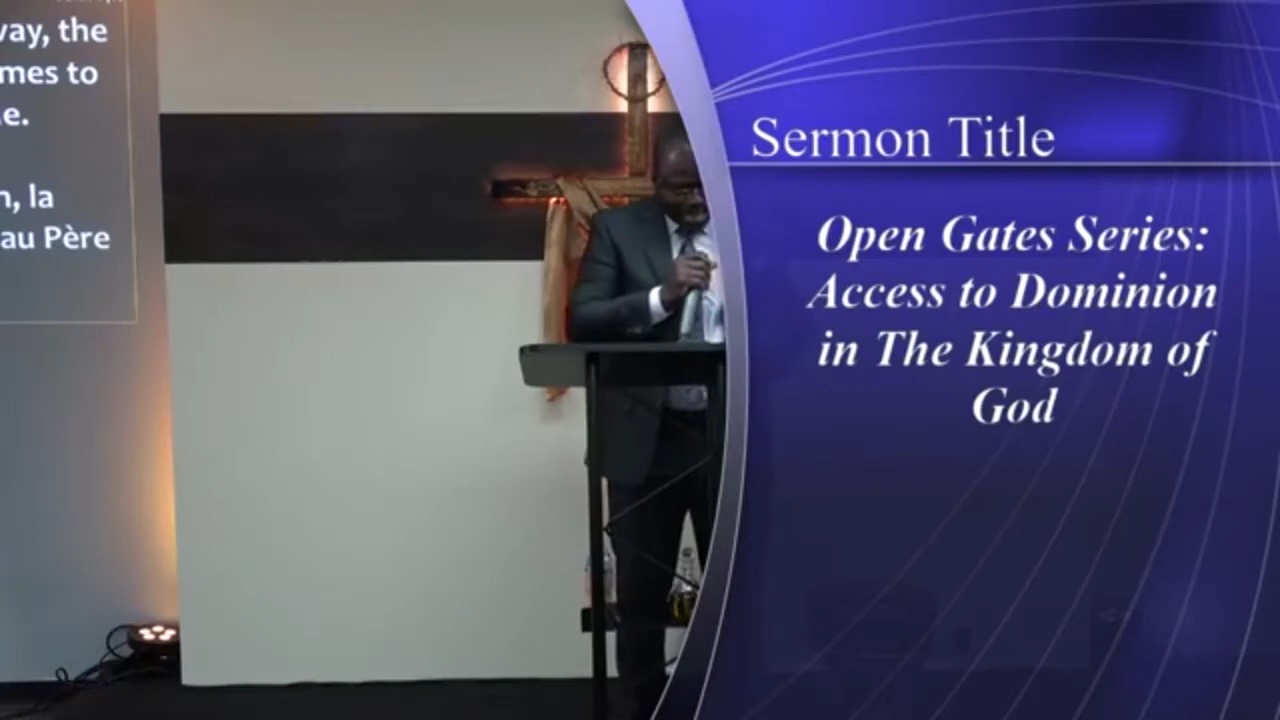 way, the
mes to
e.
n, la
au Père
Sermon Title
Open Gates Series:
Access to Dominion
in The Kingdom of
God